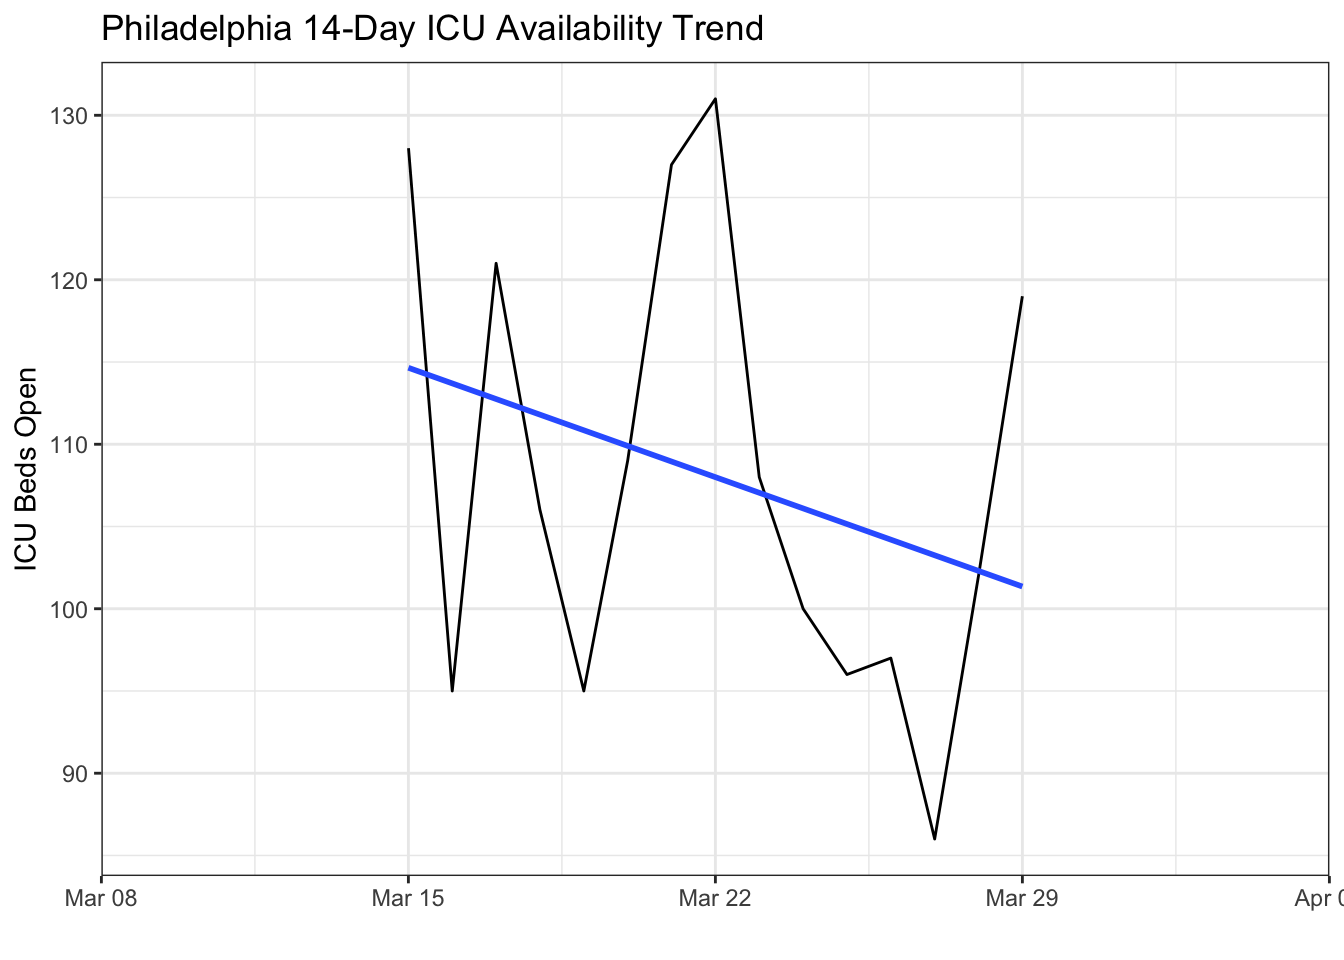 Philadelphia 14-Day ICU Availability Trend
ICU Beds Open
130
120
110
100
90
Mar 08
Mar 15
Mar 22
Mar 29
Apr